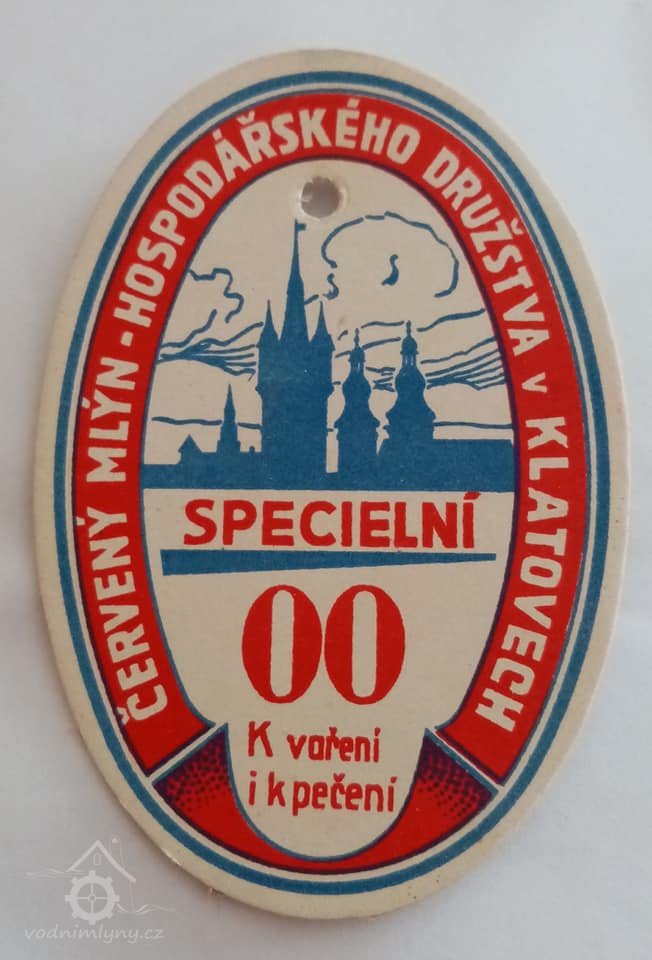 ČERVENÝ MLÝN - HOSPODÁŘSKÉHO DRUŽSTVA V KLATOVECH
SPECIELNÍ
00
K vaření
i k pečení
vodnimlyny.cz